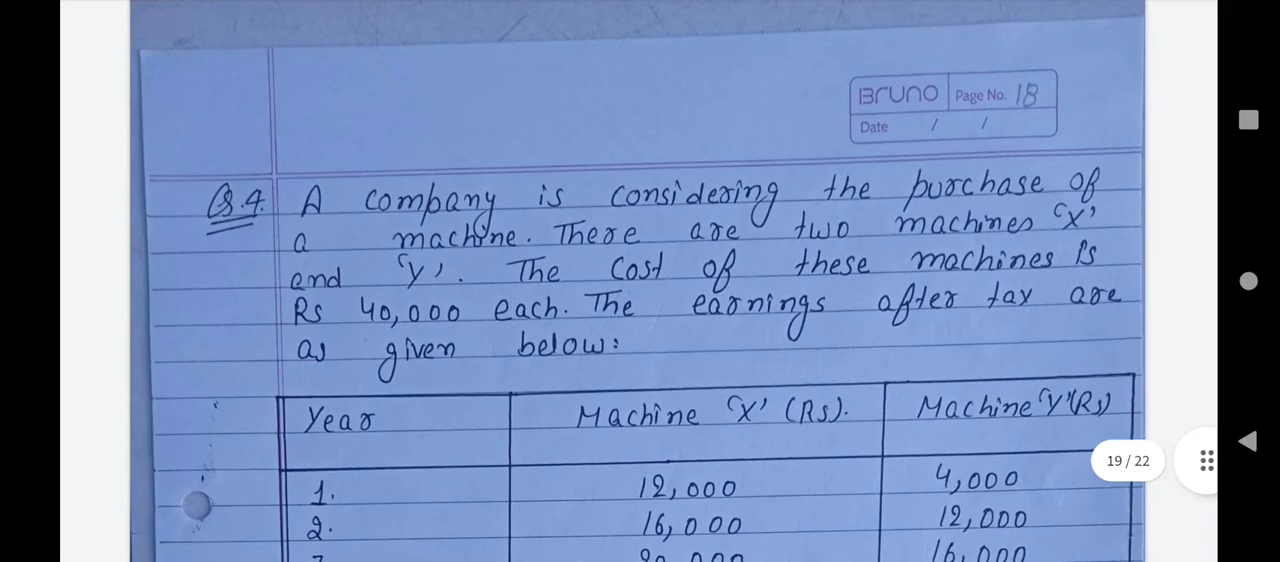 Bruno Page No. 18
Date / /
Q.4. A company is considering the purchase of
a machine. There are two machines 'X'
and 'Y'. The cost of these machines is
Rs 40,000 each. The earnings after tax are
as given below:
Year Machine 'X' (Rs). Machine 'Y' (Rs)
1. 12,000 4,000
2. 16,000 12,000
16,000
19 / 22